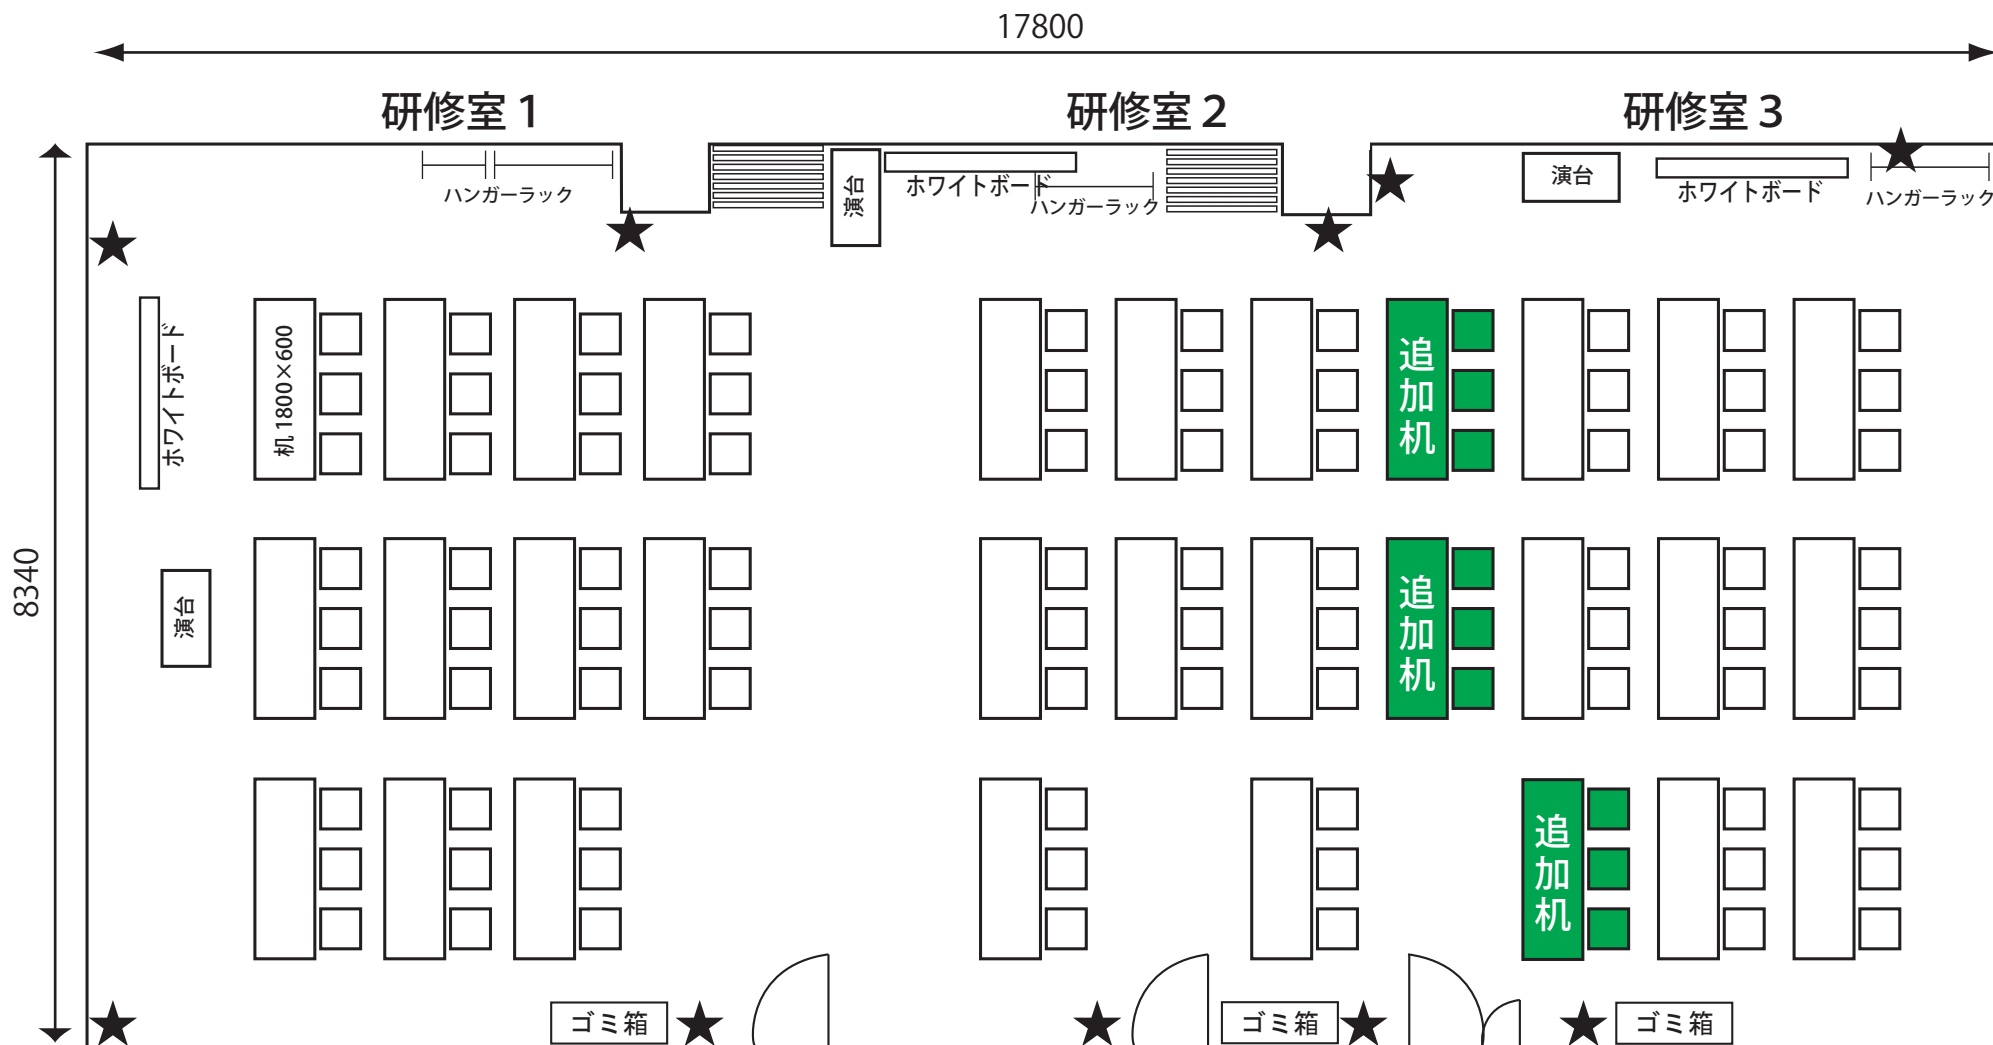 17800
研修室 1
研修室 2
研修室 3
ハンガーラック
演台
ホワイトボード
ハンガーラック
演台
ホワイトボード
ハンガーラック
8340
ホワイトボード
机 1800×600
追加机
演台
追加机
追加机
ゴミ箱
ゴミ箱
ゴミ箱